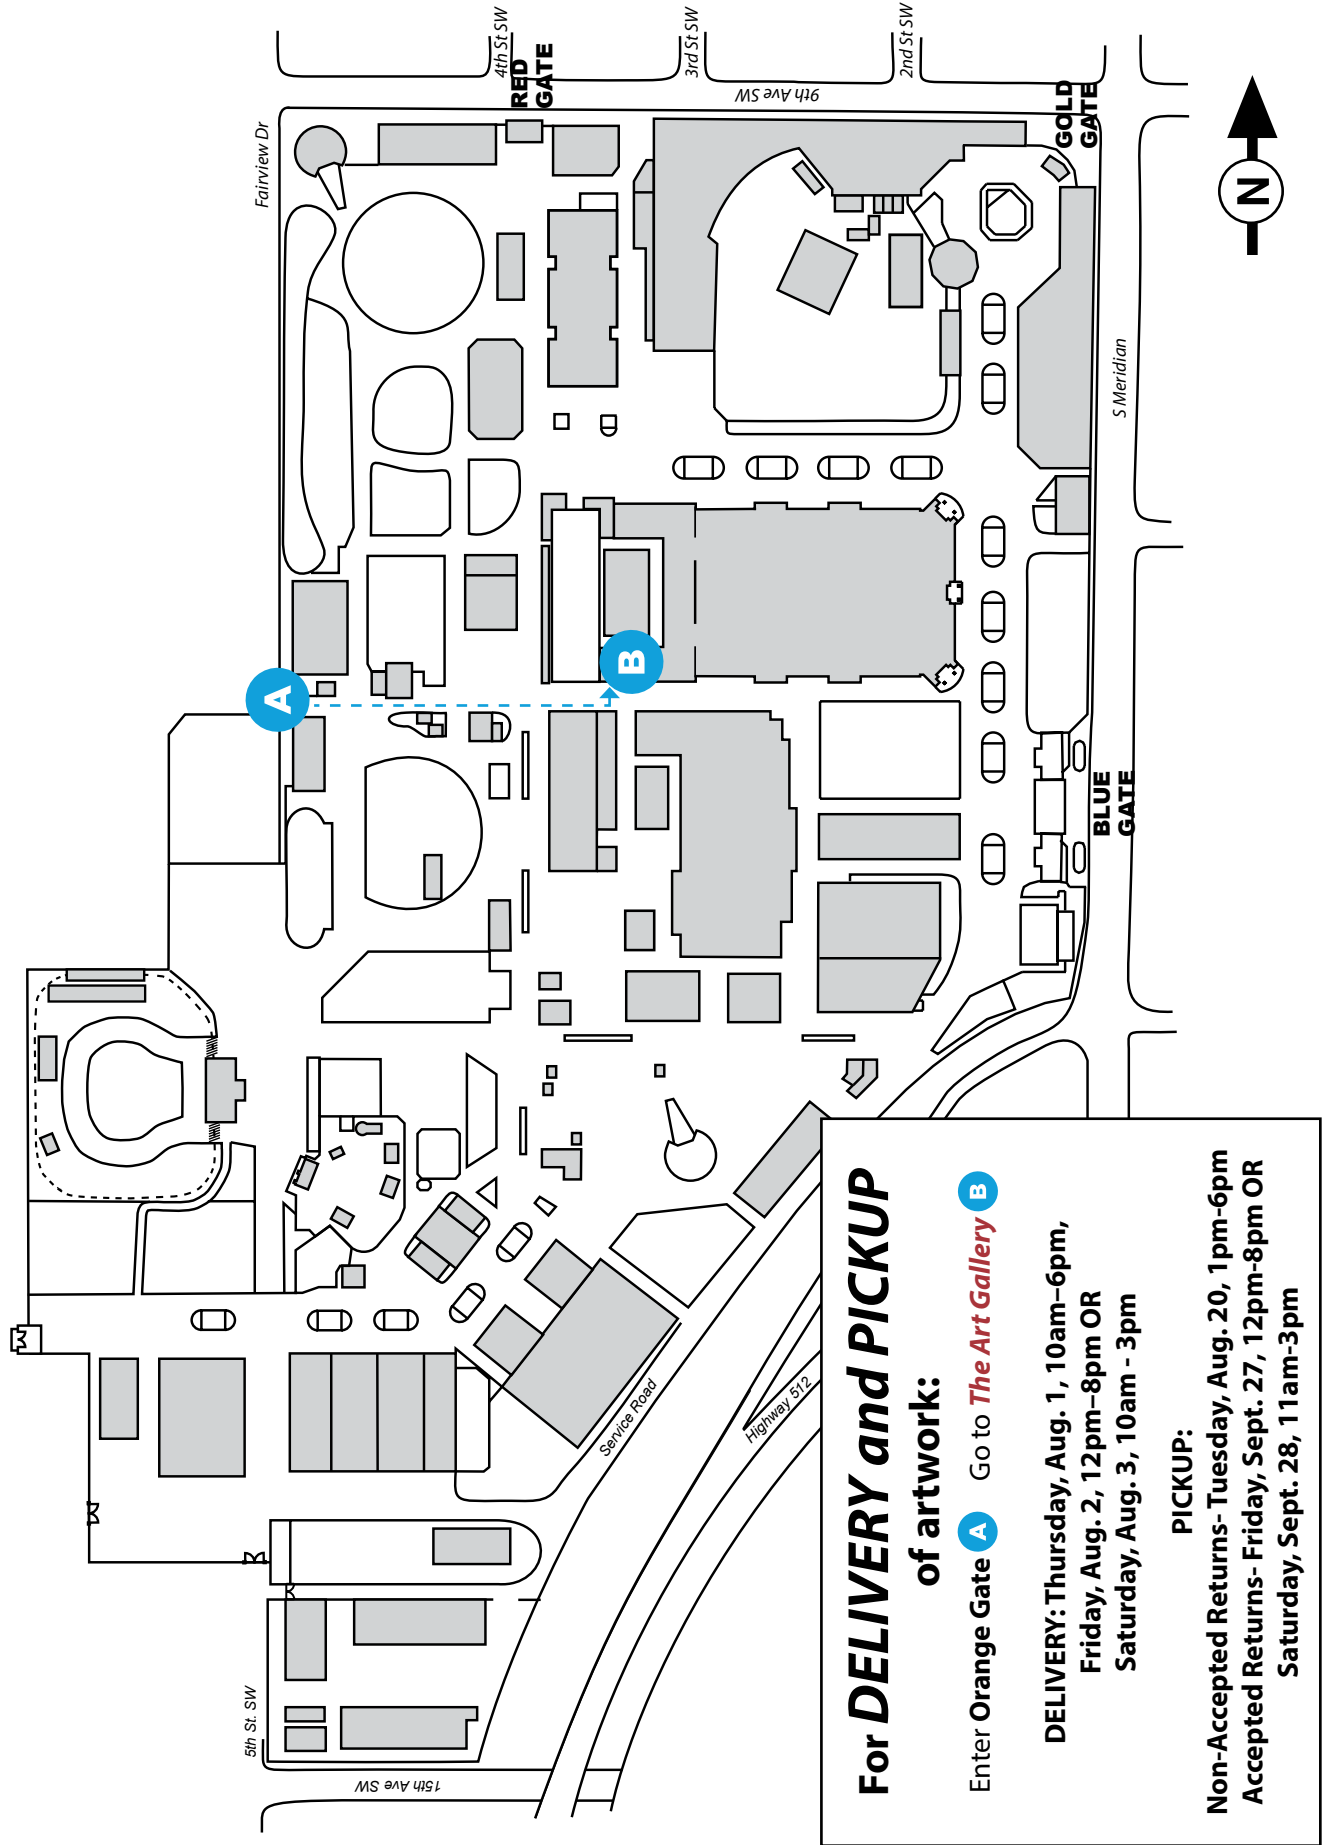 For DELIVERY and PICKUP
of artwork:
Enter Orange Gate A Go to The Art Gallery B
DELIVERY: Thursday, Aug. 1, 10am–6pm,
Friday, Aug. 2, 12pm–8pm OR
Saturday, Aug. 3, 10am - 3pm
PICKUP:
Non-Accepted Returns- Tuesday, Aug. 20, 1pm-6pm
Accepted Returns- Friday, Sept. 27, 12pm-8pm OR
Saturday, Sept. 28, 11am-3pm
Fairview Dr
4th St SW
RED
GATE
3rd St SW
9th Ave SW
2nd St SW
GOLD
GATE
N
S Meridian
A
B
BLUE
GATE
Service Road
Highway 512
5th St. SW
15th Ave SW